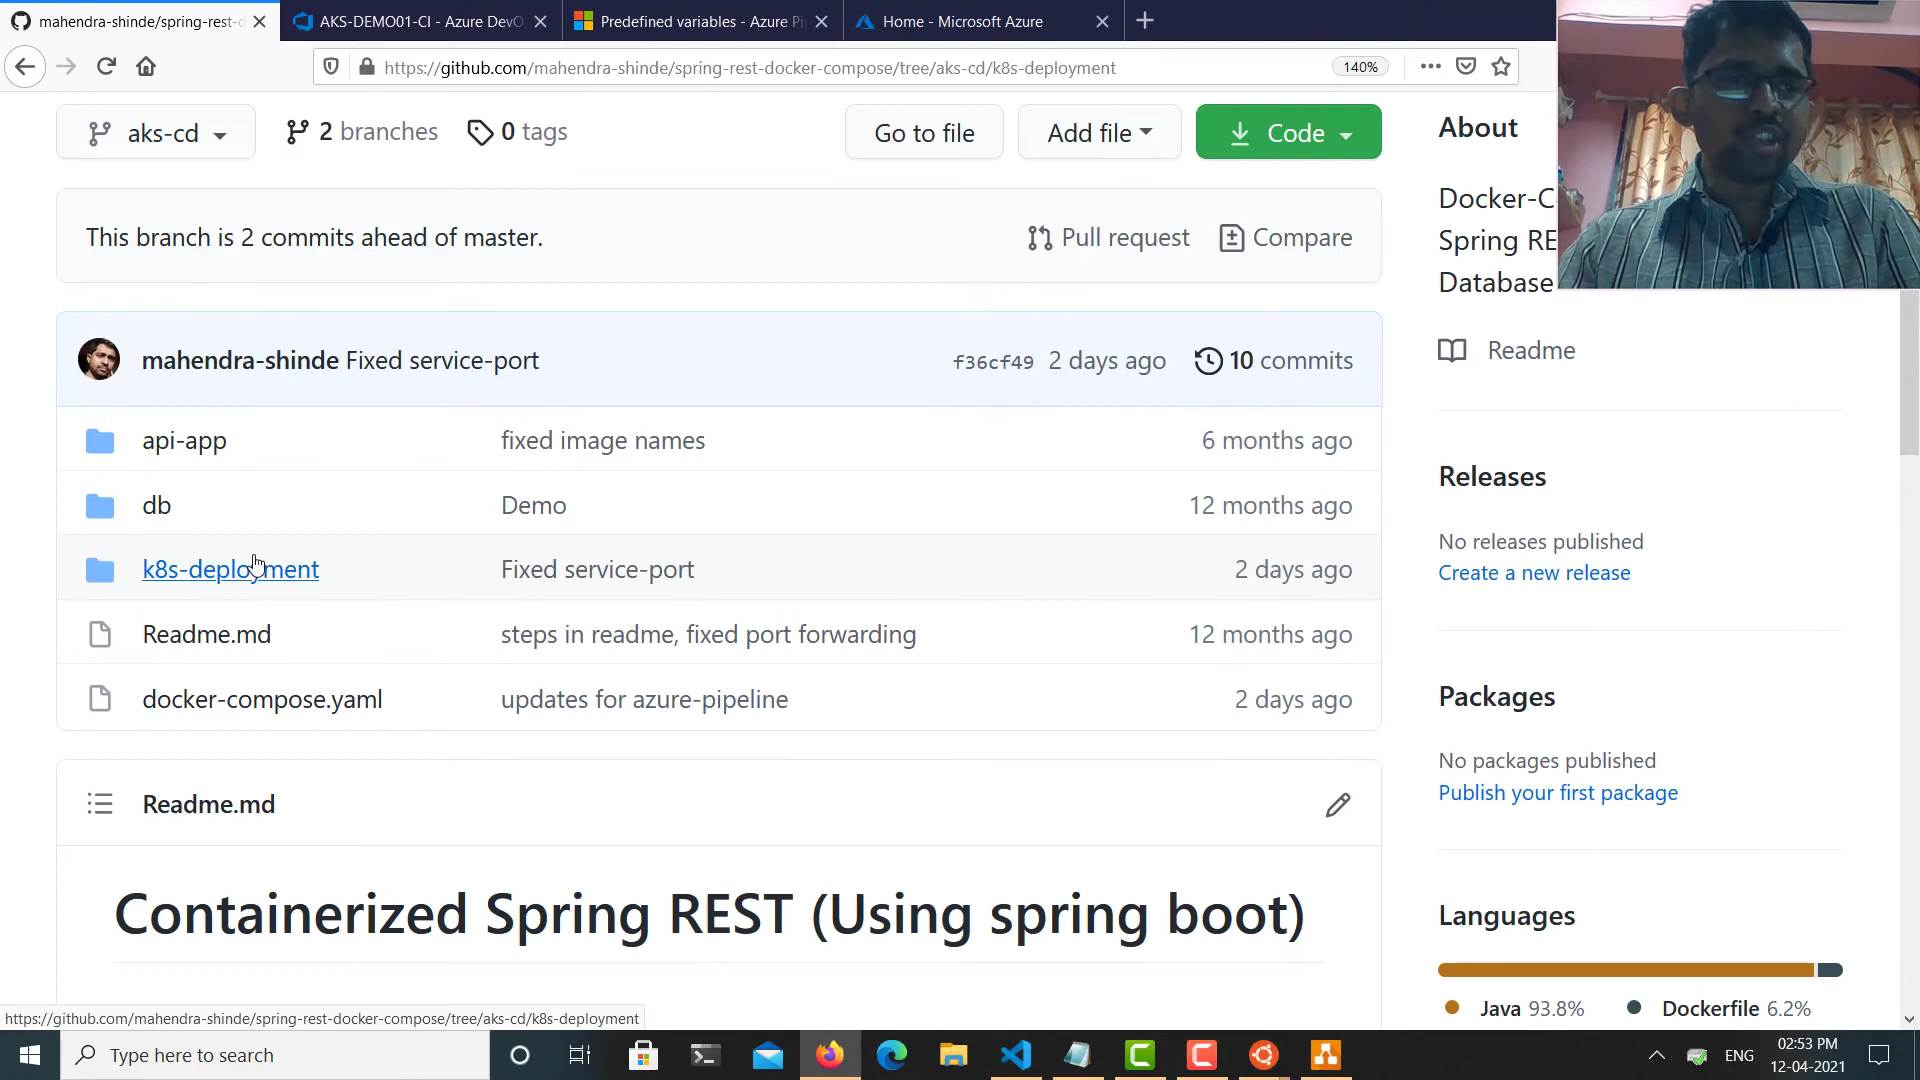 mahendra-shinde/spring-rest-d
AKS-DEMO01-CI - Azure DevO
Predefined variables - Azure Pi
Home - Microsoft Azure
https://github.com/mahendra-shinde/spring-rest-docker-compose/tree/aks-cd/k8s-deployment
140%
aks-cd
2 branches
0 tags
Go to file
Add file
Code
This branch is 2 commits ahead of master.
Pull request
Compare
mahendra-shinde Fixed service-port
f36cf49 2 days ago
10 commits
api-app fixed image names 6 months ago
db Demo 12 months ago
k8s-deployment Fixed service-port 2 days ago
Readme.md steps in readme, fixed port forwarding 12 months ago
docker-compose.yaml updates for azure-pipeline 2 days ago
Readme.md
Containerized Spring REST (Using spring boot)
About
Docker-C
Spring RE
Database
Readme
Releases
No releases published
Create a new release
Packages
No packages published
Publish your first package
Languages
Java 93.8%
Dockerfile 6.2%
https://github.com/mahendra-shinde/spring-rest-docker-compose/tree/aks-cd/k8s-deployment
Type here to search
ENG
02:53 PM
12-04-2021